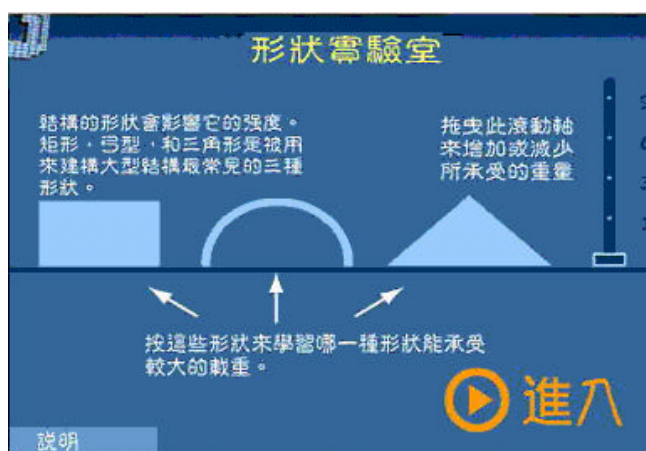 形狀實驗室
結構的形狀會影響它的強度。
矩形，弓型，和三角形是被用
來建構大型結構最常見的三種
形狀。
拖曳此滾動軸
來增加或減少
所承受的重量
按這些形狀來學習哪一種形狀能承受
較大的載重。
進入
說明